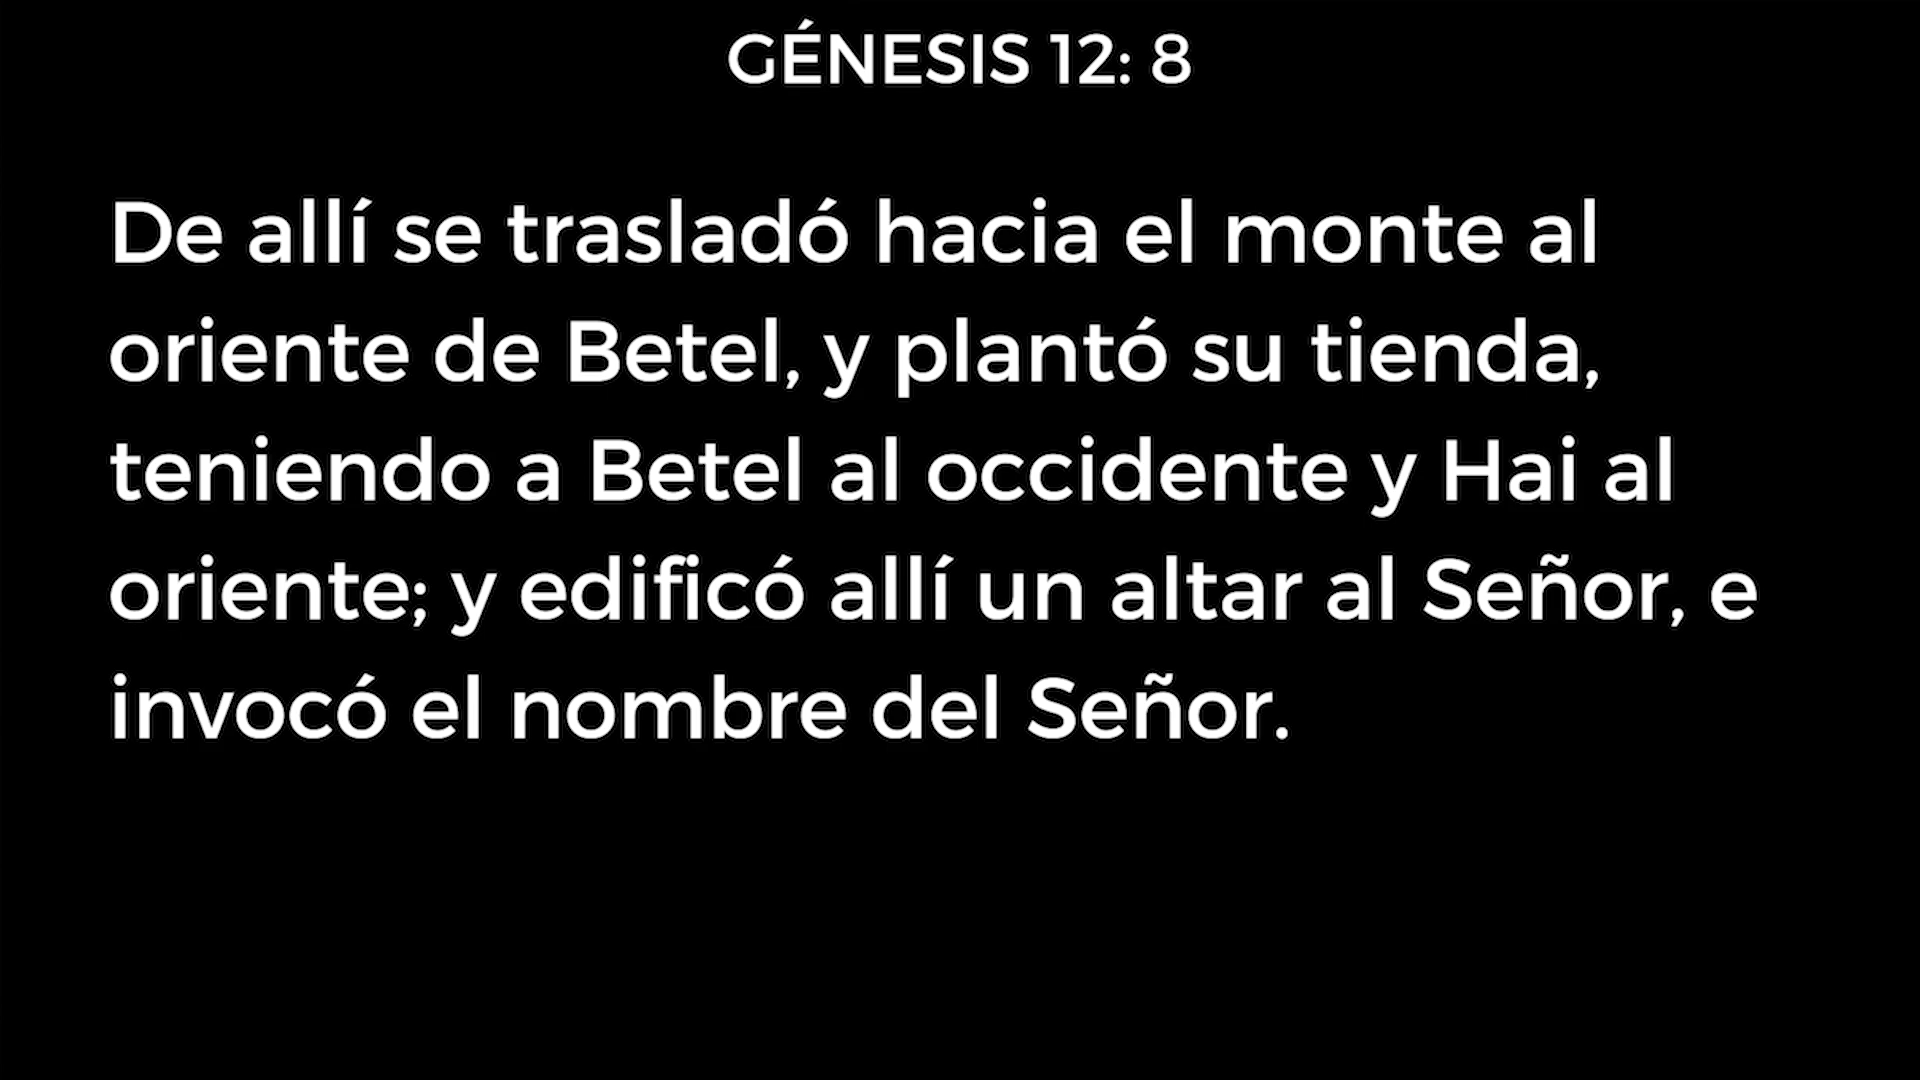 GÉNESIS 12: 8
De allí se trasladó hacia el monte al
oriente de Betel, y plantó su tienda,
teniendo a Betel al occidente y Hai al
oriente; y edificó allí un altar al Señor, e
invocó el nombre del Señor.